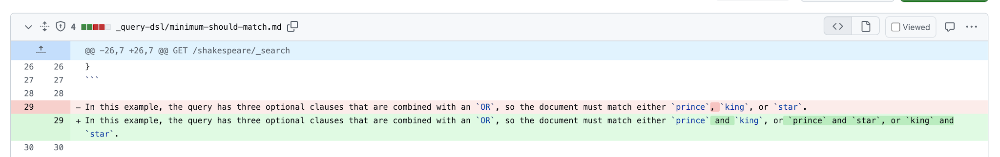 4 _query-dsl/minimum-should-match.md Viewed
@@ -26,7 +26,7 @@ GET /shakespeare/_search
26 26 }
27 27 ```
28 28
29 - In this example, the query has three optional clauses that are combined with an `OR`, so the document must match either `prince`, `king`, or `star`.
29 + In this example, the query has three optional clauses that are combined with an `OR`, so the document must match either `prince` and `king`, or `prince` and `star`, or `king` and
`star`.
30 30